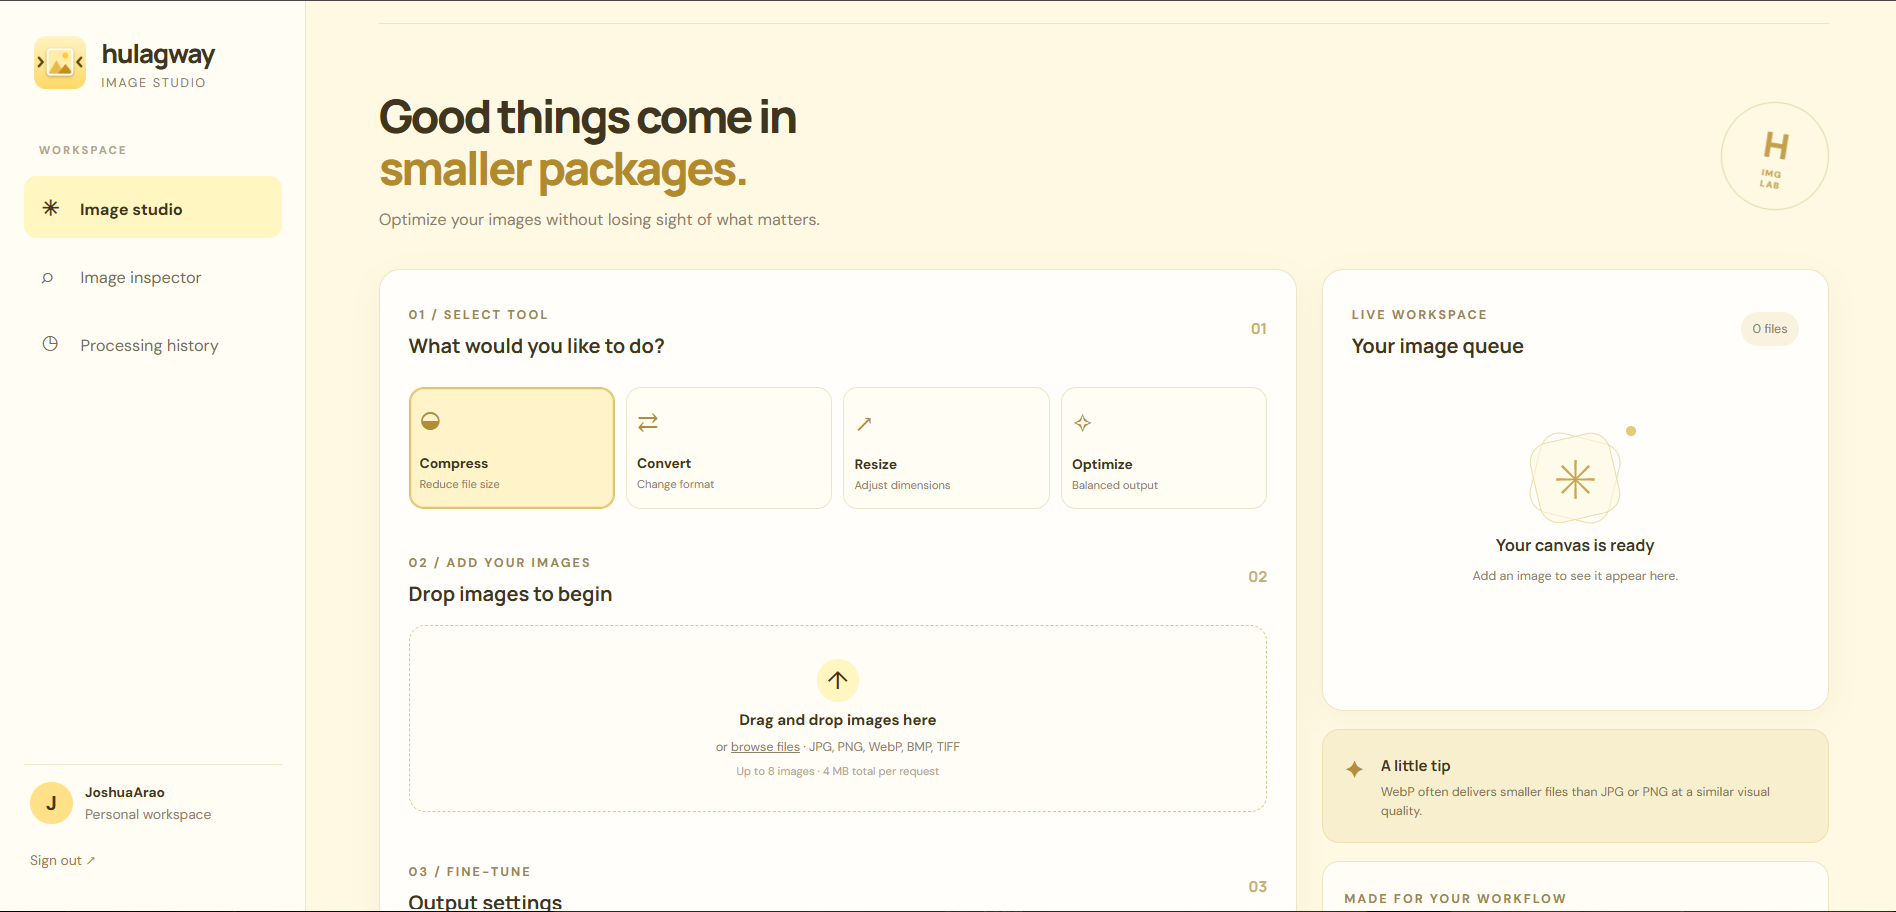 hulagway
IMAGE STUDIO
WORKSPACE
Image studio
Image inspector
Processing history
JoshuaArao
J
Personal workspace
Sign out ↗
Good things come in
smaller packages.
Optimize your images without losing sight of what matters.
H
IMG
LAB
01 / SELECT TOOL
What would you like to do?
01
Compress
Reduce file size
Convert
Change format
Resize
Adjust dimensions
Optimize
Balanced output
02 / ADD YOUR IMAGES
Drop images to begin
02
Drag and drop images here
or browse files · JPG, PNG, WebP, BMP, TIFF
Up to 8 images · 4 MB total per request
03 / FINE-TUNE
Output settings
03
LIVE WORKSPACE
Your image queue
0 files
Your canvas is ready
Add an image to see it appear here.
A little tip
WebP often delivers smaller files than JPG or PNG at a similar visual
quality.
MADE FOR YOUR WORKFLOW